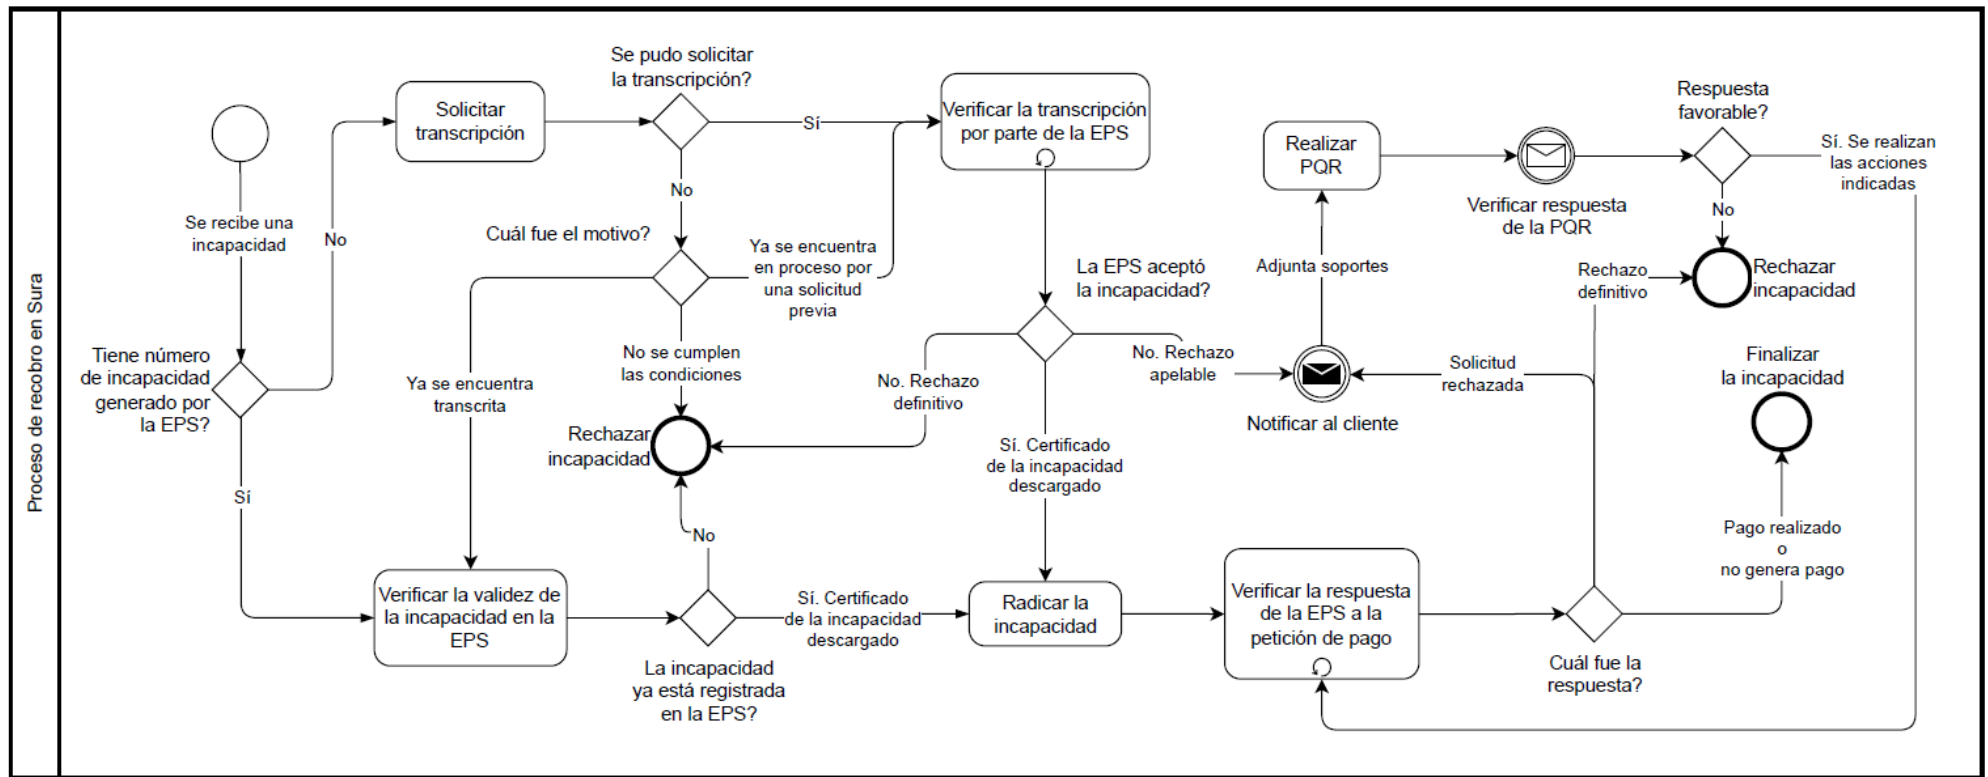 Proceso de recobro en Sura
Se recibe una
incapacidad
Tiene número
de incapacidad
generado por
la EPS?
No
Sí
Solicitar
transcripción
Se pudo solicitar
la transcripción?
Sí
No
Cuál fue el motivo?
Ya se encuentra
en proceso por
una solicitud
previa
Ya se encuentra
transcrita
No se cumplen
las condiciones
Rechazar
incapacidad
No
Verificar la validez de
la incapacidad en la
EPS
La incapacidad
ya está registrada
en la EPS?
Sí. Certificado
de la incapacidad
descargado
Verificar la transcripción
por parte de la EPS
La EPS aceptó
la incapacidad?
No. Rechazo
definitivo
No. Rechazo
apelable
Sí. Certificado
de la incapacidad
descargado
Radicar la
incapacidad
Notificar al cliente
Adjunta soportes
Realizar
PQR
Verificar respuesta
de la PQR
Respuesta
favorable?
Sí. Se realizan
las acciones
indicadas
No
Rechazar
incapacidad
Rechazo
definitivo
Solicitud
rechazada
Verificar la respuesta
de la EPS a la
petición de pago
Cuál fue la
respuesta?
Pago realizado
o
no genera pago
Finalizar
la incapacidad